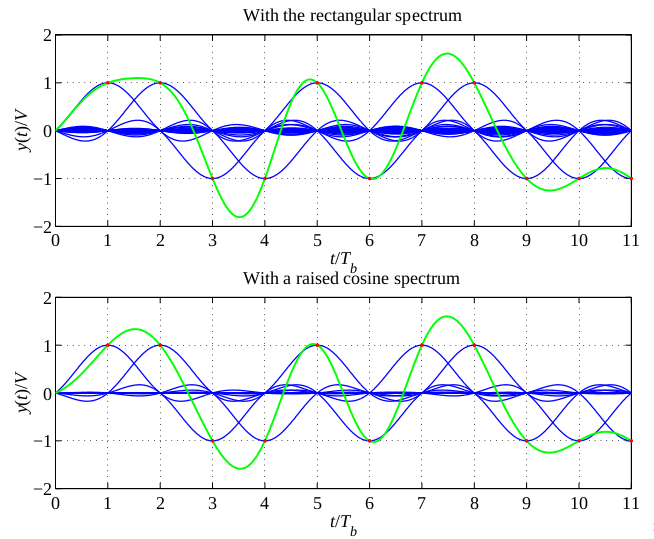 With the rectangular spectrum
y(t)/V
2
1
0
−1
−2
0 1 2 3 4 5 6 7 8 9 10 11
t/T_b
With a raised cosine spectrum
y(t)/V
2
1
0
−1
−2
0 1 2 3 4 5 6 7 8 9 10 11
t/T_b